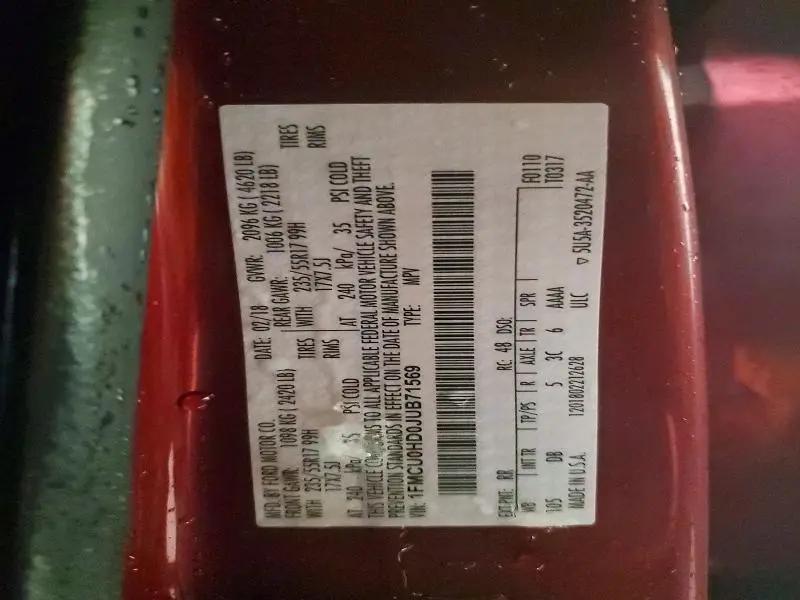 MFD. BY FORD MOTOR CO.
DATE: 02/18 GVWR: 2096 KG ( 4620 LB)
FRONT GAWR: 1098 KG ( 2420 LB) REAR GAWR: 1006 KG ( 2218 LB)
WITH 235/55R17 99H TIRES WITH 235/55R17 99H TIRES
17X7.5J RIMS 17X7.5J RIMS
AT 240 kPa/ 35 PSI COLD AT 240 kPa/ 35 PSI COLD
THIS VEHICLE CONFORMS TO ALL APPLICABLE FEDERAL MOTOR VEHICLE SAFETY AND THEFT
PREVENTION STANDARDS IN EFFECT ON THE DATE OF MANUFACTURE SHOWN ABOVE.
VIN: 1FMCU0HD0JUB71569 TYPE: MPV
EXT PNT: RR RC: 48 DSO: F0110
WB INT TR TP/PS R AXLE TR SPR T0317
105 DB 5 3C 6 AAAA
MADE IN U.S.A. 1201802212628 ULC
▽ 5U5A-3520472-AA